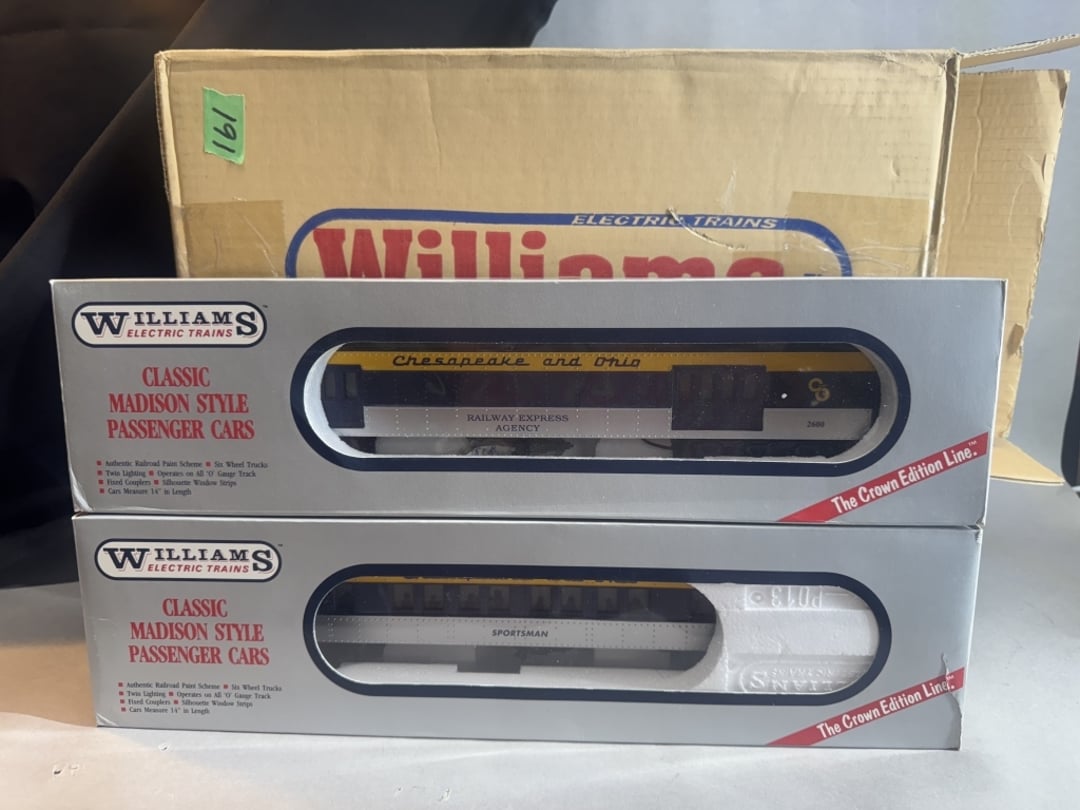 161
ELECTRIC TRAINS
Williams
WILLIAMS™
ELECTRIC TRAINS
CLASSIC
MADISON STYLE
PASSENGER CARS
■ Authentic Railroad Paint Scheme ■ Six Wheel Trucks
■ Twin Lighting ■ Operates on All 'O' Gauge Track
■ Fixed Couplers ■ Silhouette Window Strips
■ Cars Measure 14" in Length
Chesapeake and Ohio
RAILWAY EXPRESS
AGENCY
C&O
2600
The Crown Edition Line.™
WILLIAMS™
ELECTRIC TRAINS
CLASSIC
MADISON STYLE
PASSENGER CARS
■ Authentic Railroad Paint Scheme ■ Six Wheel Trucks
■ Twin Lighting ■ Operates on All 'O' Gauge Track
■ Fixed Couplers ■ Silhouette Window Strips
■ Cars Measure 14" in Length
SPORTSMAN
P013
WILLIAMS
The Crown Edition Line.™